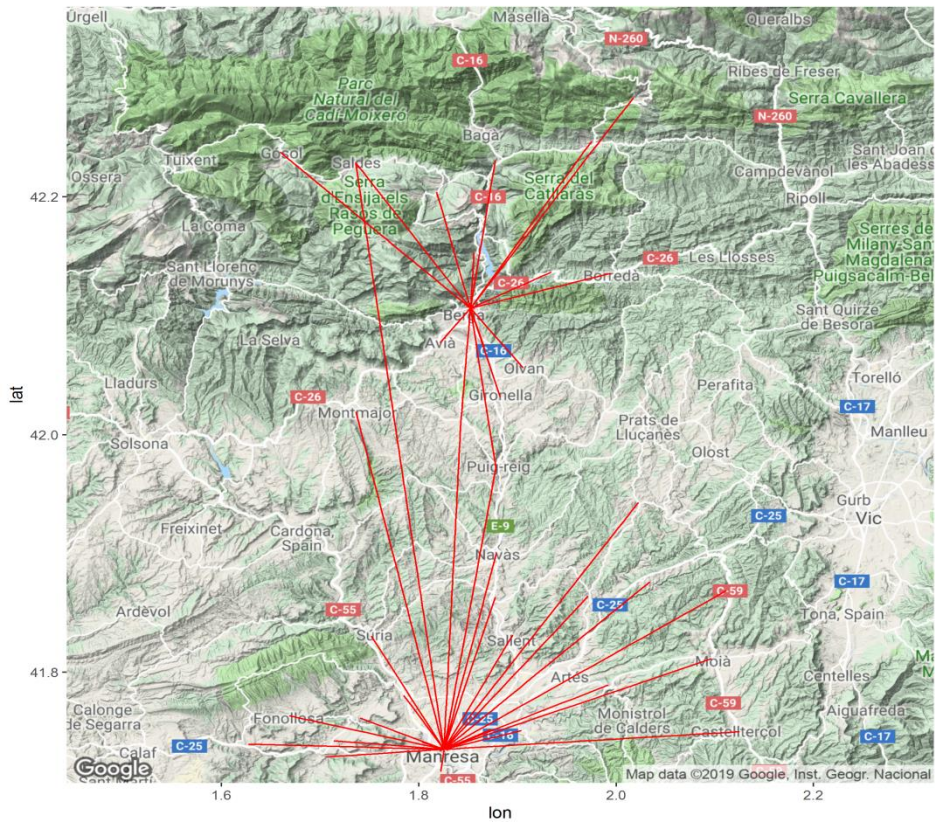 Urgell
Masella
Queralbs
N-260
C-16
Ribes de Freser
Parc
Natural del
Cadí-Moixeró
Serra Cavallera
N-260
Bagà
Sant Joan d
les Abadess
Tuixent
Gósol
Saldes
Ossera
Campdevànol
Serra
d'Ensija els
Rasos de
Peguera
Serra del
Catllaràs
C-16
Ripoll
42.2
La Coma
Serres de
Milany-San
Magdalena
Puigsacalm-Bel
C-26
Les Llosses
Sant Llorenç
de Morunys
C-26
Borredà
Berga
Sant Quirze
de Besora
La Selva
Avià
C-16
Olvan
Lladurs
Gironella
Perafita
Torelló
C-26
C-17
Montmajo
Prats de
Lluçanès
42.0
Solsona
Manlleu
Olost
Puig-reig
Gurb
Vic
C-25
Freixinet
Cardona,
Spain
E-9
Navàs
C-17
Ardèvol
C-55
C-25
C-59
Tona, Spain
Súria
Sallent
41.8
Moià
Artés
Centelles
Calonge
de Segarra
Fonollosa
C-25
C-59
Monistrol
de Calders
Aiguafreda
C-16
Castellterçol
C-17
Calaf
C-25
Manresa
Google
C-55
Map data ©2019 Google, Inst. Geogr. Nacional
1.6
1.8
2.0
2.2
lon
lat